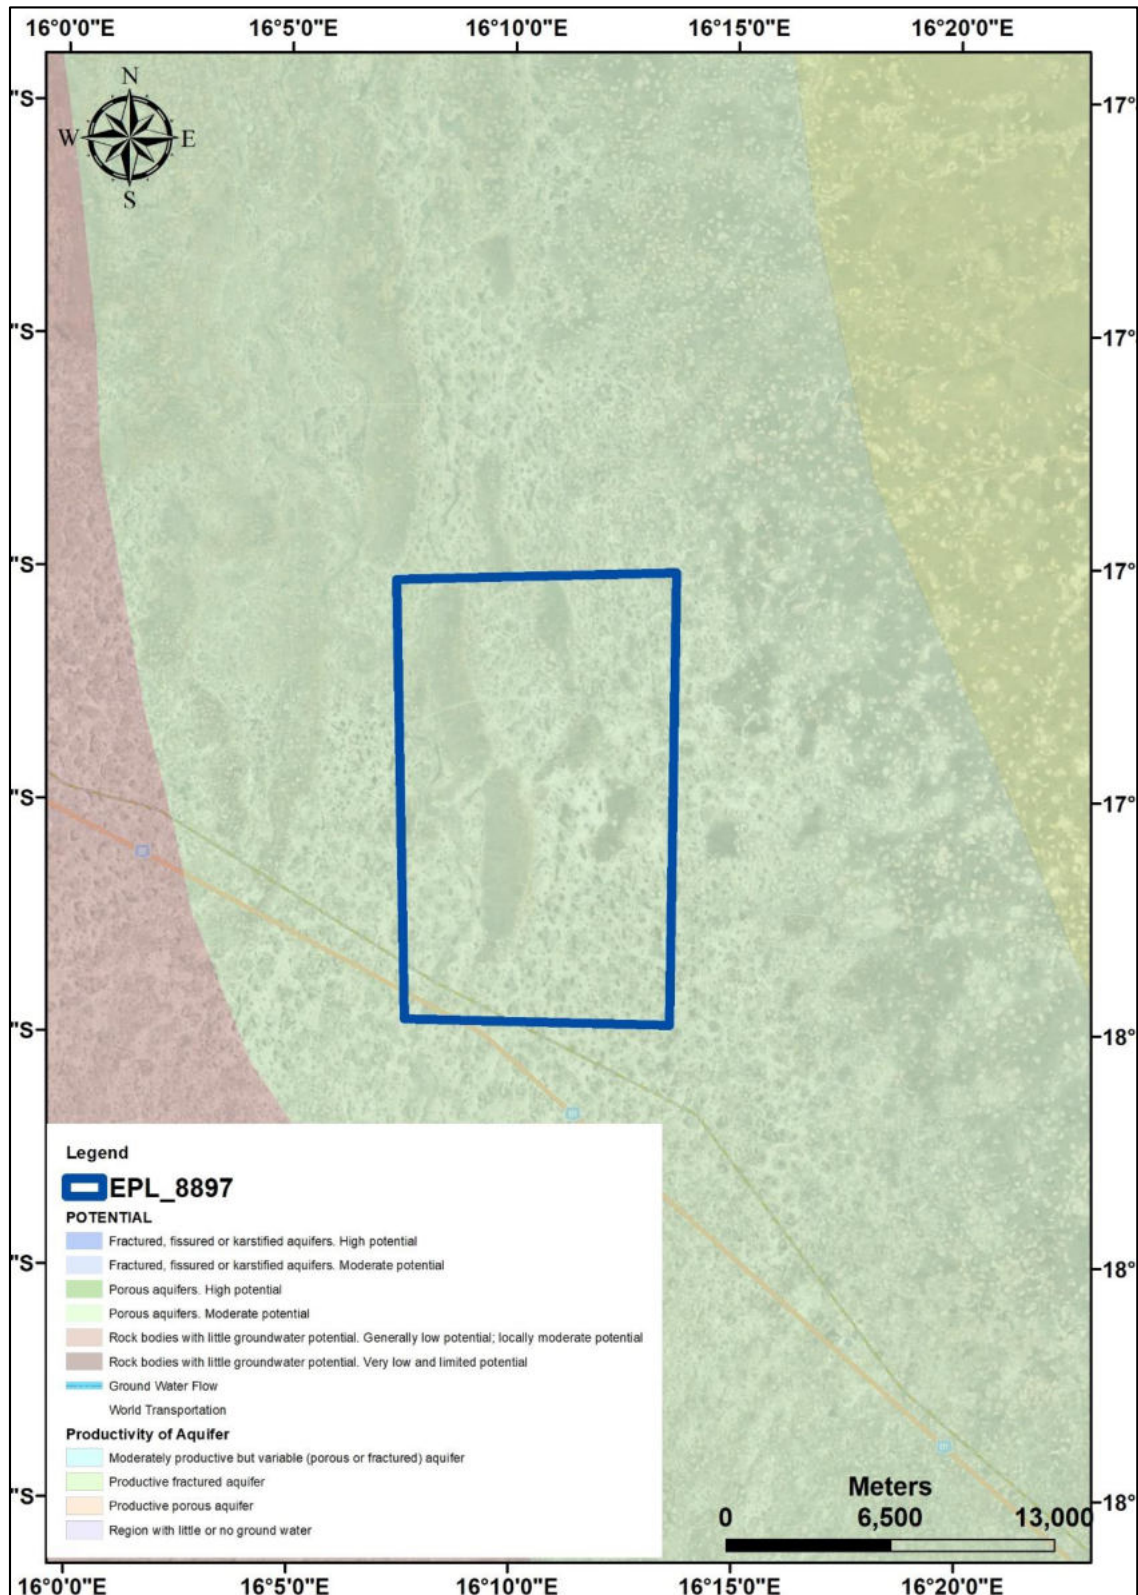 16°0'0"E 16°5'0"E 16°10'0"E 16°15'0"E 16°20'0"E
N
W E
S
"S 17°
"S 17°
"S 17°
"S 17°
"S 18°
"S 18°
"S 18°
Legend
EPL_8897
POTENTIAL
Fractured, fissured or karstified aquifers. High potential
Fractured, fissured or karstified aquifers. Moderate potential
Porous aquifers. High potential
Porous aquifers. Moderate potential
Rock bodies with little groundwater potential. Generally low potential; locally moderate potential
Rock bodies with little groundwater potential. Very low and limited potential
Ground Water Flow
World Transportation
Productivity of Aquifer
Moderately productive but variable (porous or fractured) aquifer
Productive fractured aquifer
Productive porous aquifer
Region with little or no ground water
Meters
0 6,500 13,000
16°0'0"E 16°5'0"E 16°10'0"E 16°15'0"E 16°20'0"E